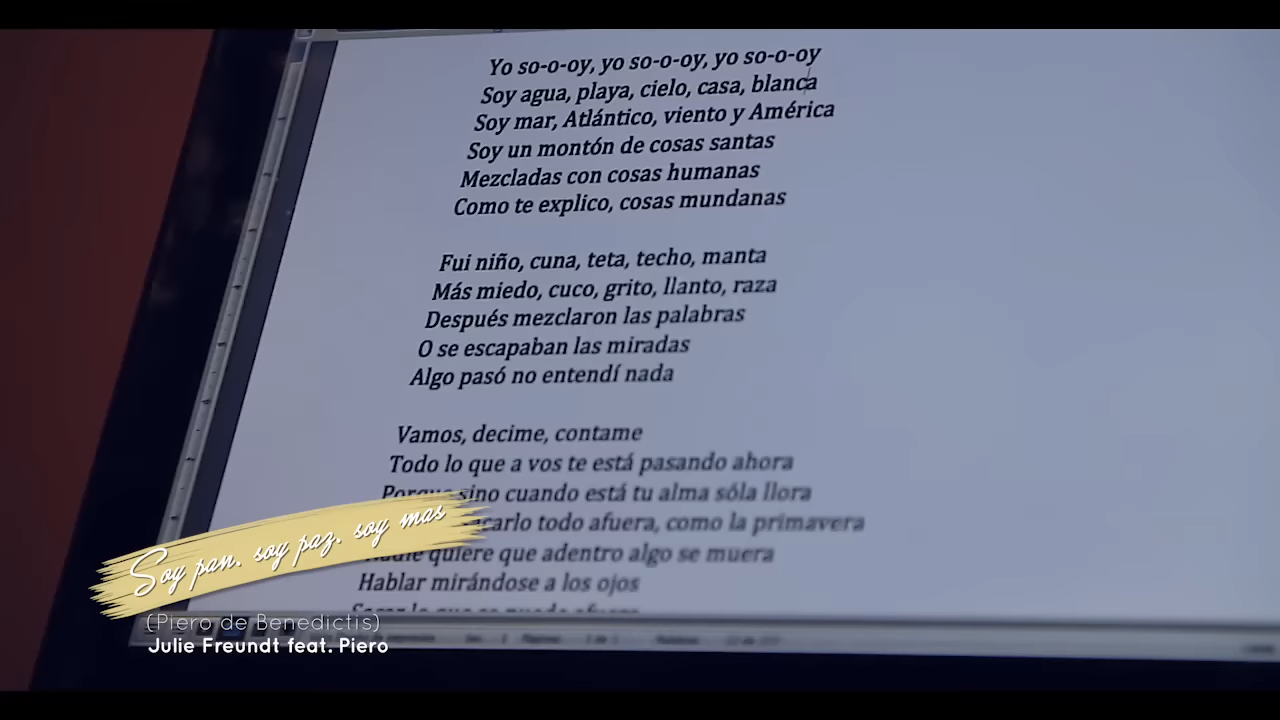 Yo so-o-oy, yo so-o-oy, yo so-o-oy
Soy agua, playa, cielo, casa, blanca
Soy mar, Atlántico, viento y América
Soy un montón de cosas santas
Mezcladas con cosas humanas
Como te explico, cosas mundanas
Fui niño, cuna, teta, techo, manta
Más miedo, cuco, grito, llanto, raza
Después mezclaron las palabras
O se escapaban las miradas
Algo pasó no entendí nada
Vamos, decime, contame
Todo lo que a vos te está pasando ahora
Porque sino cuando está tu alma sóla llora
todo afuera, como la primavera
Nadie quiere que adentro algo se muera
Hablar mirándose a los ojos
Soy pan. soy paz. soy mas
(Piero de Benedictis)
Julie Freundt feat. Piero